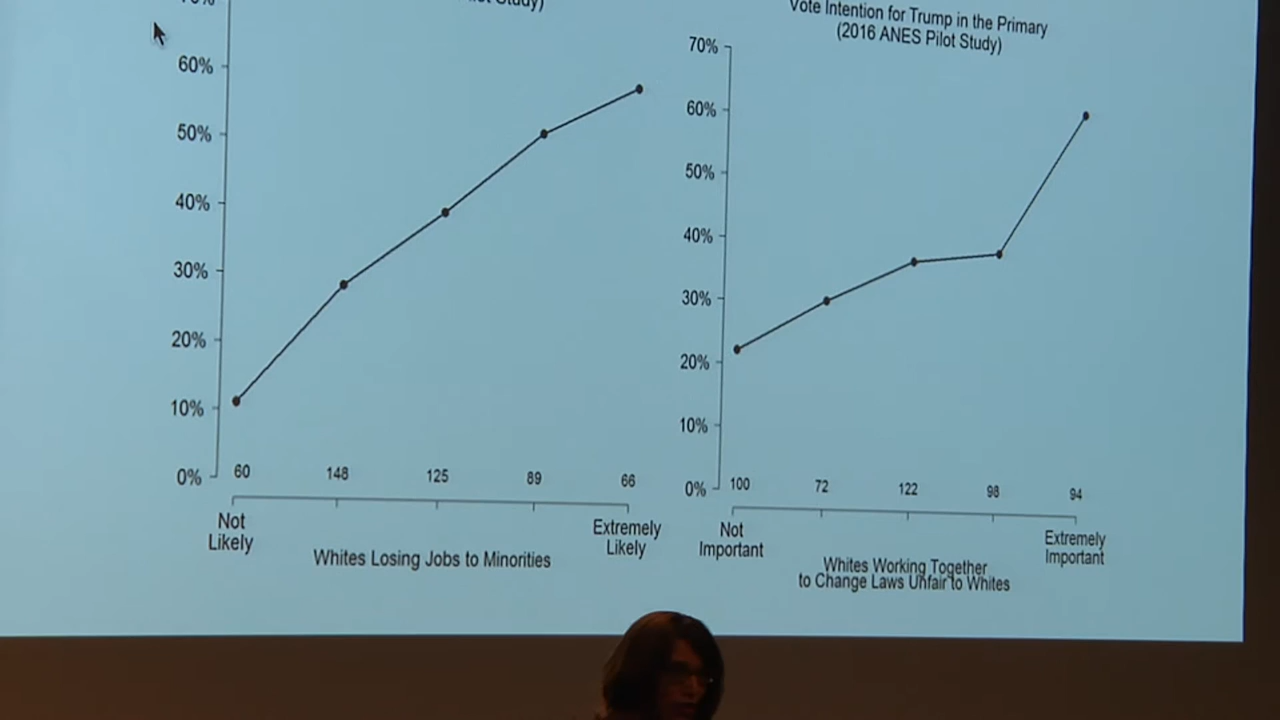 Study)
60%
50%
40%
30%
20%
10%
0%
60 148 125 89 66
Not
Likely
Extremely
Likely
Whites Losing Jobs to Minorities
Vote Intention for Trump in the Primary
(2016 ANES Pilot Study)
70%
60%
50%
40%
30%
20%
10%
0%
100 72 122 98 94
Not
Important
Extremely
Important
Whites Working Together
to Change Laws Unfair to Whites